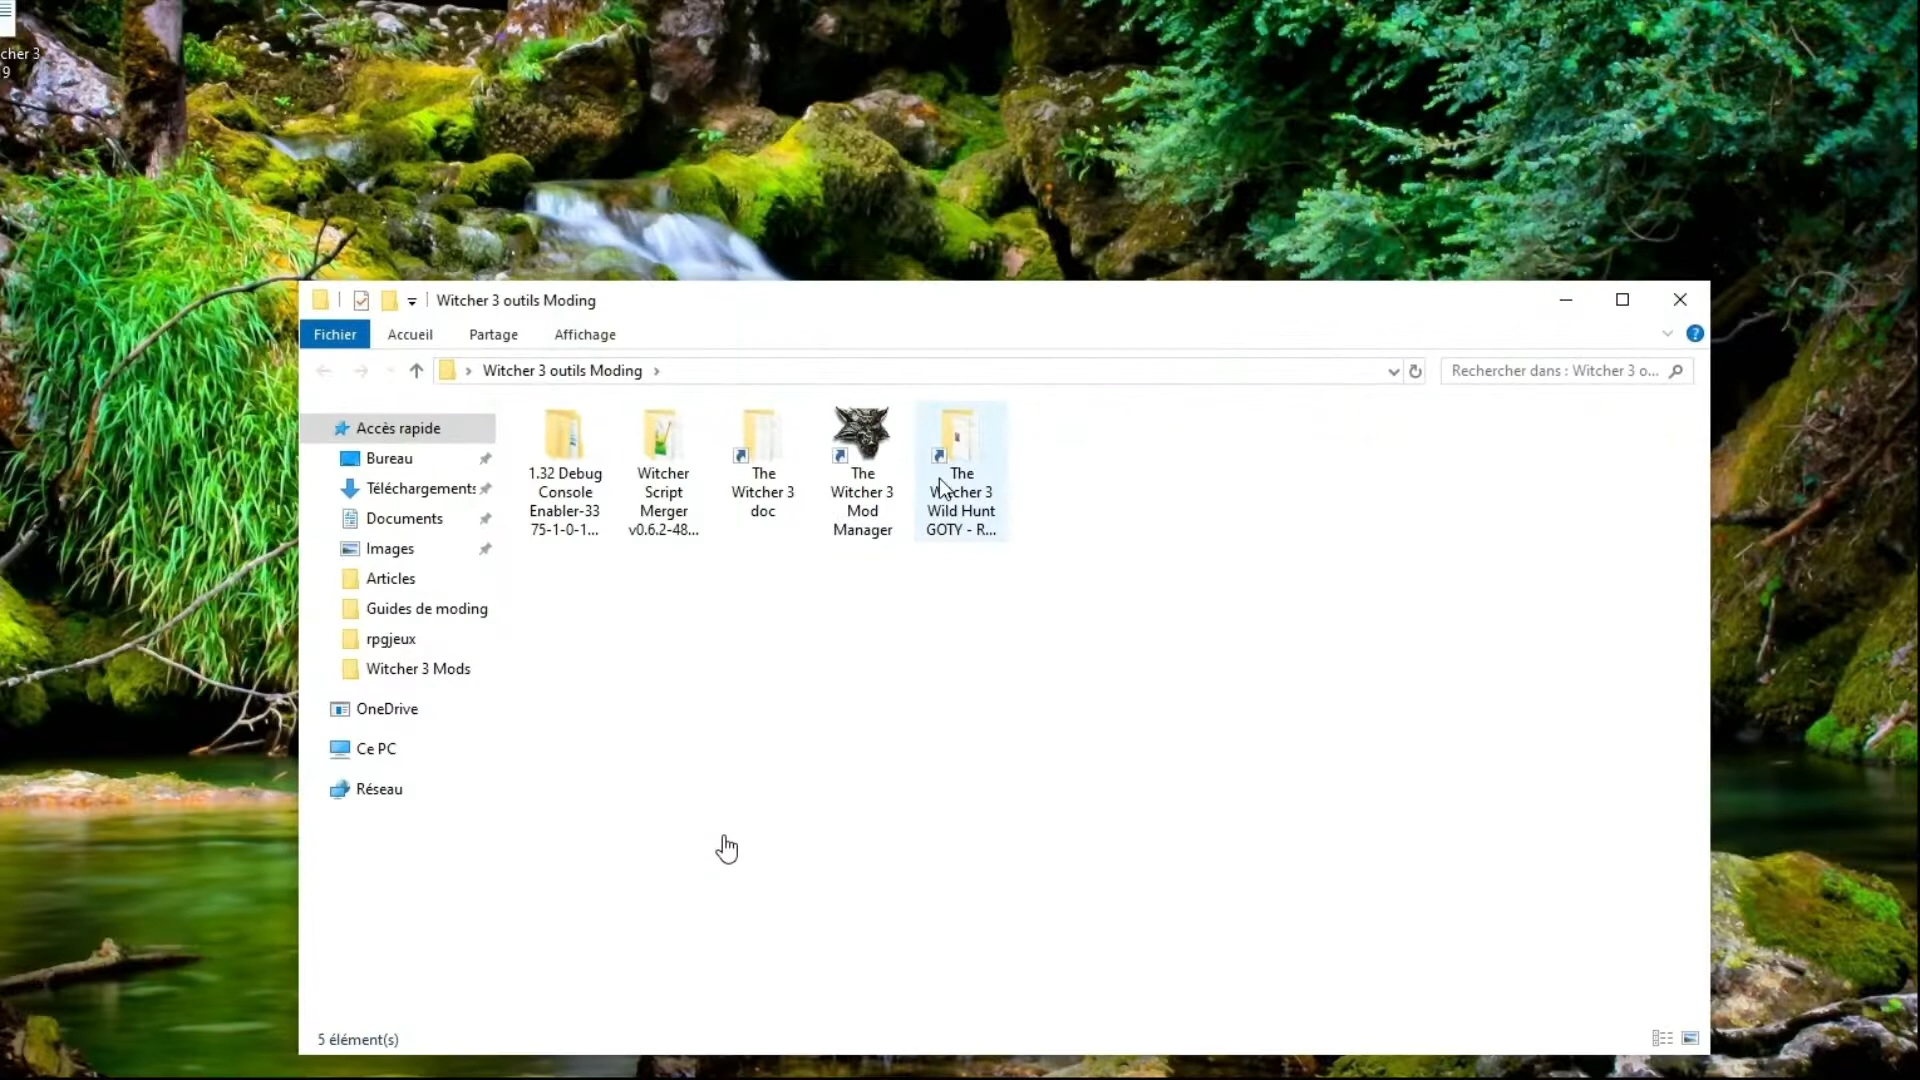 cher 3
9
Witcher 3 outils Moding
Fichier
Accueil
Partage
Affichage
Witcher 3 outils Moding
Rechercher dans : Witcher 3 o...
Accès rapide
Bureau
Téléchargements
Documents
Images
Articles
Guides de moding
rpgjeux
Witcher 3 Mods
OneDrive
Ce PC
Réseau
1.32 Debug
Console
Enabler-33
75-1-0-1...
Witcher
Script
Merger
v0.6.2-48...
The
Witcher 3
doc
The
Witcher 3
Mod
Manager
The
Witcher 3
Wild Hunt
GOTY - R...
5 élément(s)